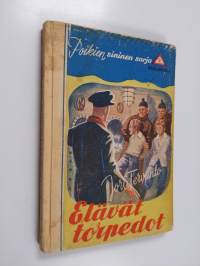 Poikien sininen sarja
Elävät
torpedot